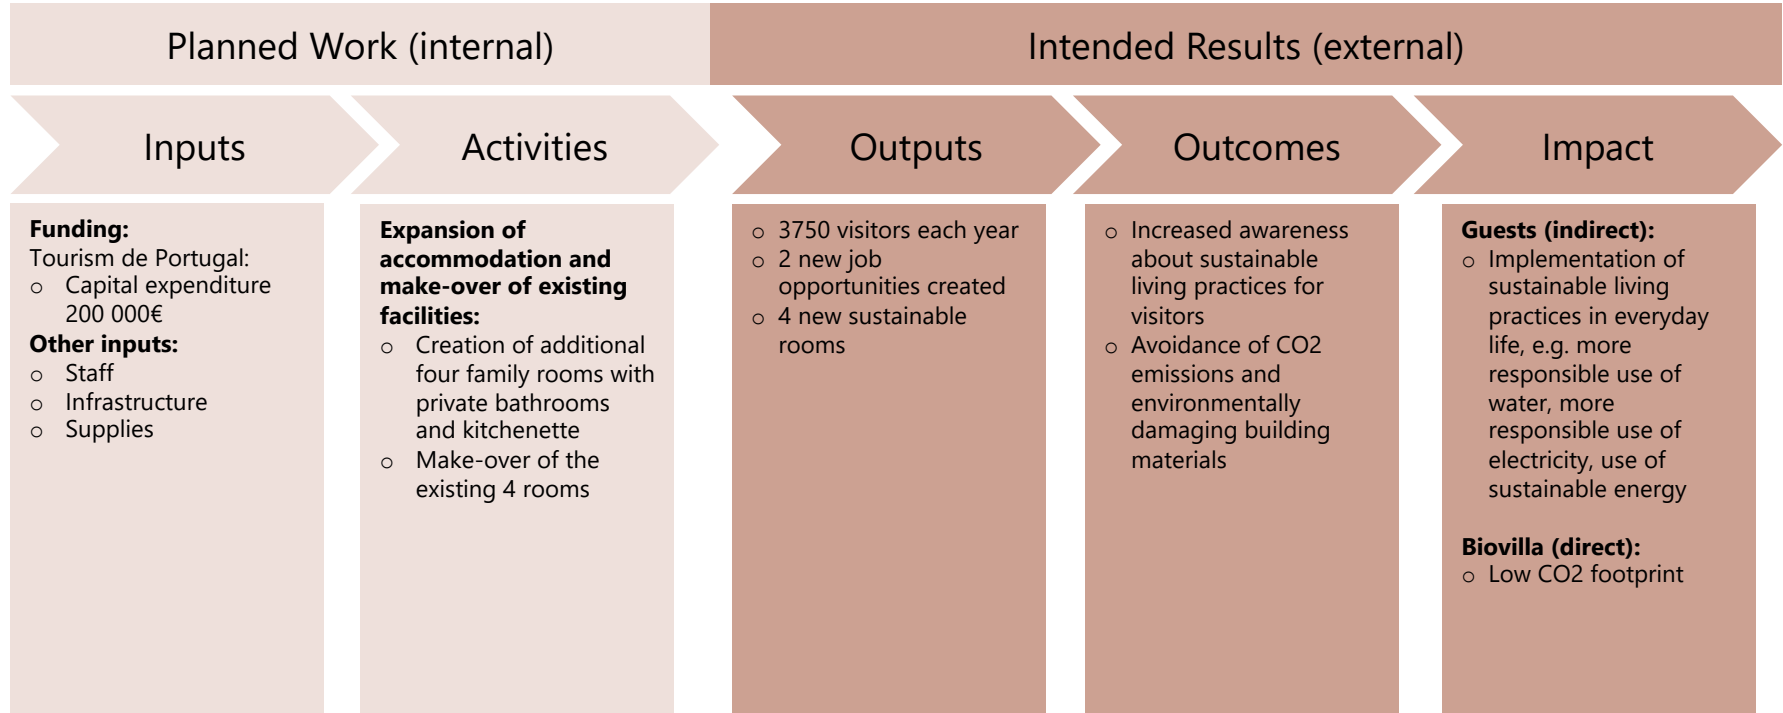 Planned Work (internal)
Intended Results (external)
Inputs
Activities
Outputs
Outcomes
Impact
Funding:
Tourism de Portugal:
o Capital expenditure
200 000€
Other inputs:
o Staff
o Infrastructure
o Supplies
Expansion of
accommodation and
make-over of existing
facilities:
o Creation of additional
four family rooms with
private bathrooms
and kitchenette
o Make-over of the
existing 4 rooms
o 3750 visitors each year
o 2 new job
opportunities created
o 4 new sustainable
rooms
o Increased awareness
about sustainable
living practices for
visitors
o Avoidance of CO2
emissions and
environmentally
damaging building
materials
Guests (indirect):
o Implementation of
sustainable living
practices in everyday
life, e.g. more
responsible use of
water, more
responsible use of
electricity, use of
sustainable energy
Biovilla (direct):
o Low CO2 footprint